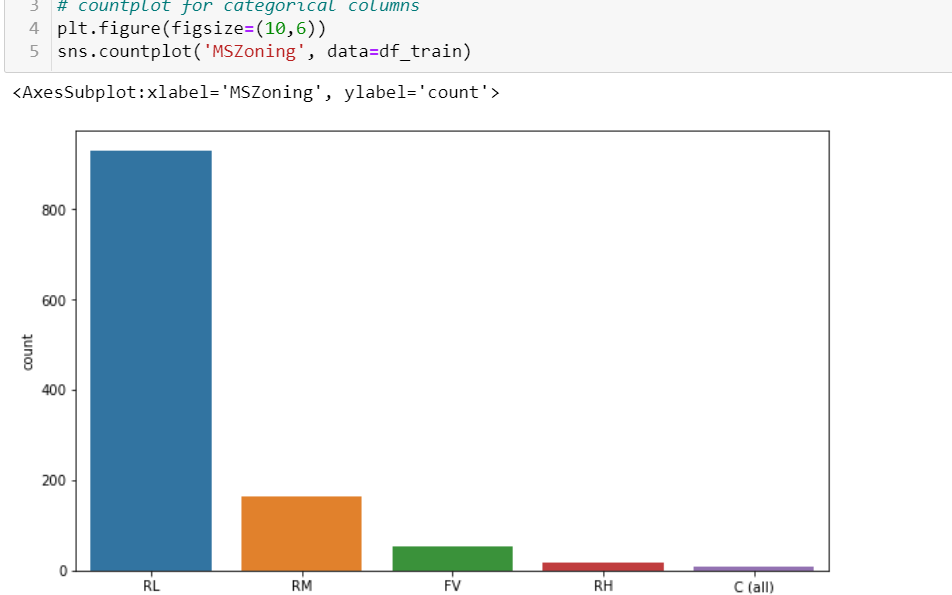 3 # countplot for categorical columns
4 plt.figure(figsize=(10,6))
5 sns.countplot('MSZoning', data=df_train)
<AxesSubplot:xlabel='MSZoning', ylabel='count'>
800
600
count
400
200
0
RL RM FV RH C (all)